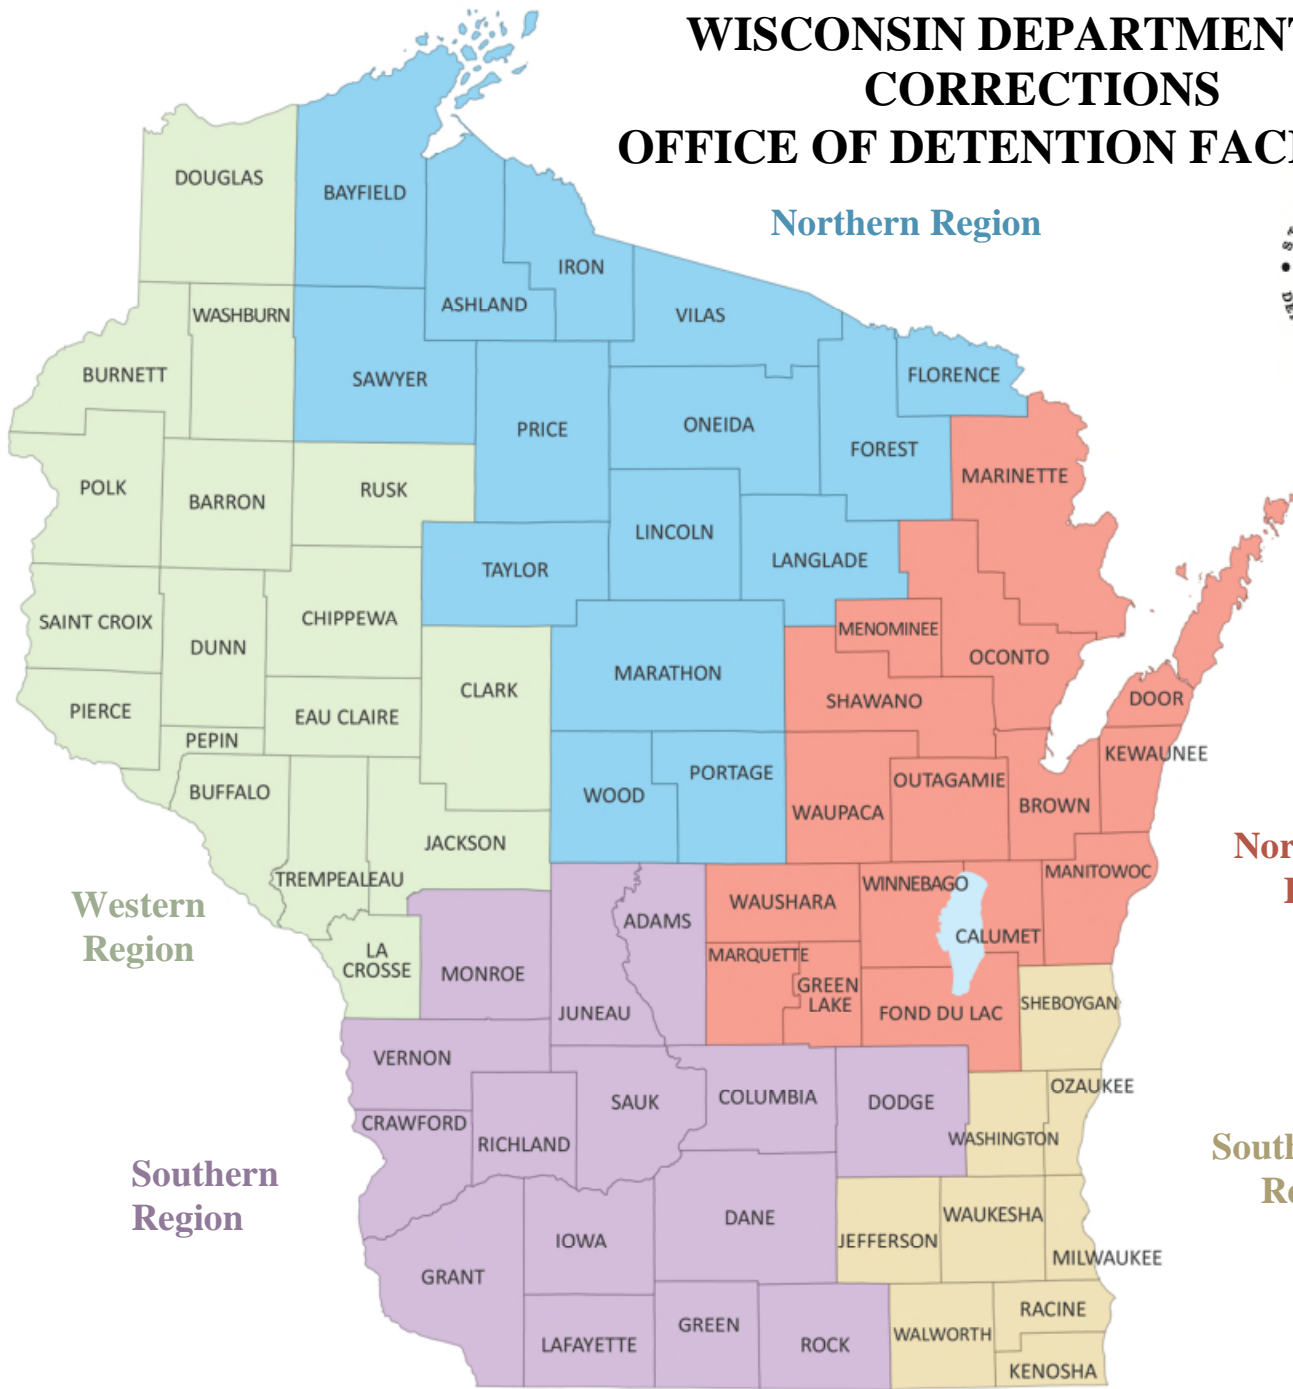 WISCONSIN DEPARTMENT
CORRECTIONS
OFFICE OF DETENTION
Northern Region
DOUGLAS
BAYFIELD
IRON
ASHLAND
WASHBURN
VILAS
BURNETT
SAWYER
FLORENCE
PRICE
ONEIDA
FOREST
MARINETTE
POLK
BARRON
RUSK
LINCOLN
LANGLADE
TAYLOR
SAINT CROIX
CHIPPEWA
MENOMINEE
DUNN
OCONTO
MARATHON
CLARK
SHAWANO
DOOR
PIERCE
EAU CLAIRE
PEPIN
KEWAUNEE
PORTAGE
OUTAGAMIE
BUFFALO
WOOD
BROWN
WAUPACA
JACKSON
MANITOWOC
TREMPEALEAU
WINNEBAGO
WAUSHARA
Western
Region
ADAMS
CALUMET
LA
CROSSE
MARQUETTE
MONROE
GREEN
LAKE
SHEBOYGAN
JUNEAU
FOND DU LAC
VERNON
OZAUKEE
COLUMBIA
SAUK
DODGE
CRAWFORD
WASHINGTON
RICHLAND
Southern
Region
WAUKESHA
DANE
IOWA
JEFFERSON
MILWAUKEE
GRANT
RACINE
GREEN
WALWORTH
LAFAYETTE
ROCK
KENOSHA